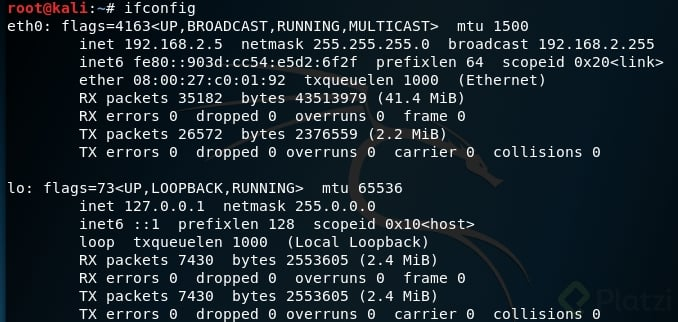 root@kali:~# ifconfig
eth0: flags=4163<UP,BROADCAST,RUNNING,MULTICAST>  mtu 1500
        inet 192.168.2.5  netmask 255.255.255.0  broadcast 192.168.2.255
        inet6 fe80::903d:cc54:e5d2:6f2f  prefixlen 64  scopeid 0x20<link>
        ether 08:00:27:c0:01:92  txqueuelen 1000  (Ethernet)
        RX packets 35182  bytes 43513979 (41.4 MiB)
        RX errors 0  dropped 0  overruns 0  frame 0
        TX packets 26572  bytes 2376559 (2.2 MiB)
        TX errors 0  dropped 0 overruns 0  carrier 0  collisions 0

lo: flags=73<UP,LOOPBACK,RUNNING>  mtu 65536
        inet 127.0.0.1  netmask 255.0.0.0
        inet6 ::1  prefixlen 128  scopeid 0x10<host>
        loop  txqueuelen 1000  (Local Loopback)
        RX packets 7430  bytes 2553605 (2.4 MiB)
        RX errors 0  dropped 0  overruns 0  frame 0
        TX packets 7430  bytes 2553605 (2.4 MiB)
        TX errors 0  dropped 0 overruns 0  carrier 0  collisions 0
Platzi